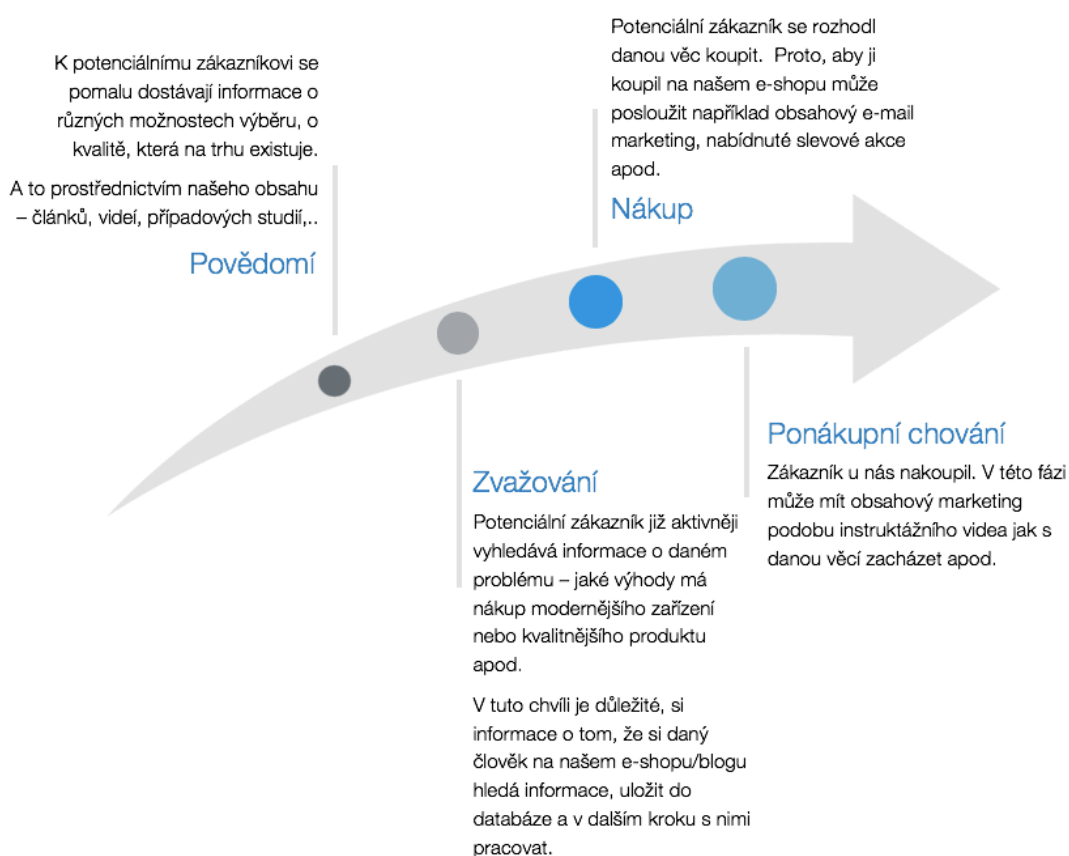 K potenciálnímu zákazníkovi se
pomalu dostávají informace o
různých možnostech výběru, o
kvalitě, která na trhu existuje.
A to prostřednictvím našeho obsahu
– článků, videí, případových studií,..
Povědomí
Zvažování
Potenciální zákazník již aktivněji
vyhledává informace o daném
problému – jaké výhody má
nákup modernějšího zařízení
nebo kvalitnějšího produktu
apod.
V tuto chvíli je důležité, si
informace o tom, že si daný
člověk na našem e-shopu/blogu
hledá informace, uložit do
databáze a v dalším kroku s nimi
pracovat.
Potenciální zákazník se rozhodl
danou věc koupit.  Proto, aby ji
koupil na našem e-shopu může
posloužit například obsahový e-mail
marketing, nabídnuté slevové akce
apod.
Nákup
Ponákupní chování
Zákazník u nás nakoupil. V této fázi
může mít obsahový marketing
podobu instruktážního videa jak s
danou věcí zacházet apod.